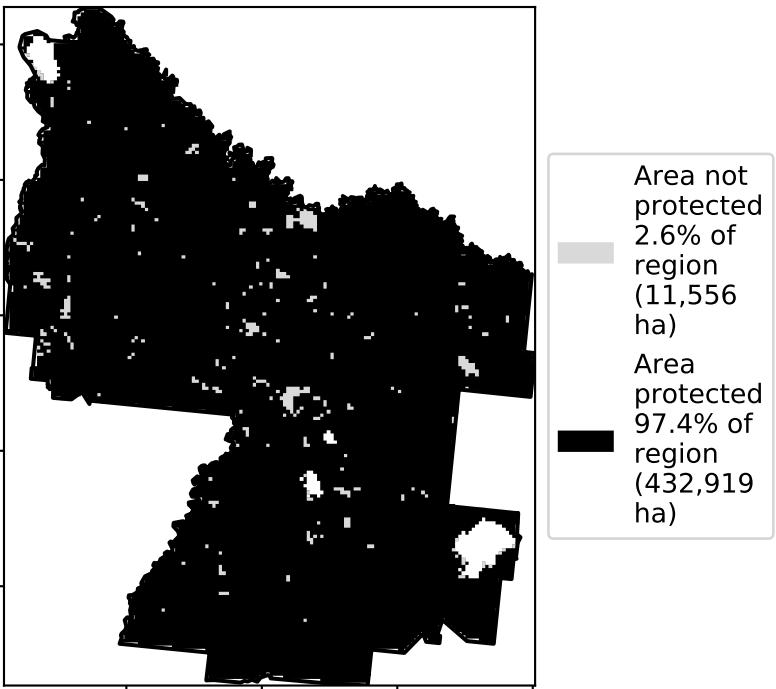 Area not
protected
2.6% of
region
(11,556
ha)
Area
protected
97.4% of
region
(432,919
ha)